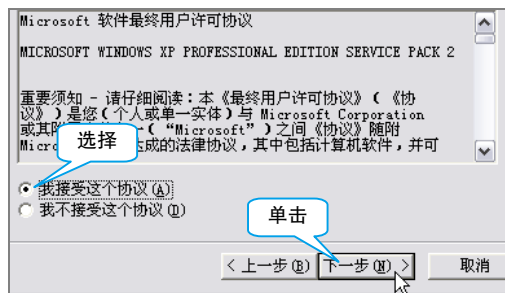 Microsoft 软件最终用户许可协议
MICROSOFT WINDOWS XP PROFESSIONAL EDITION SERVICE PACK 2
重要须知 - 请仔细阅读：本《最终用户许可协议》（《协
议》）是您（个人或单一实体）与 Microsoft Corporation
或其附 （“Microsoft”）之间《协议》随附
Micro 达成的法律协议，其中包括计算机软件，并可
选择
我接受这个协议(A)
我不接受这个协议(D)
单击
< 上一步(B) 下一步(N) > 取消